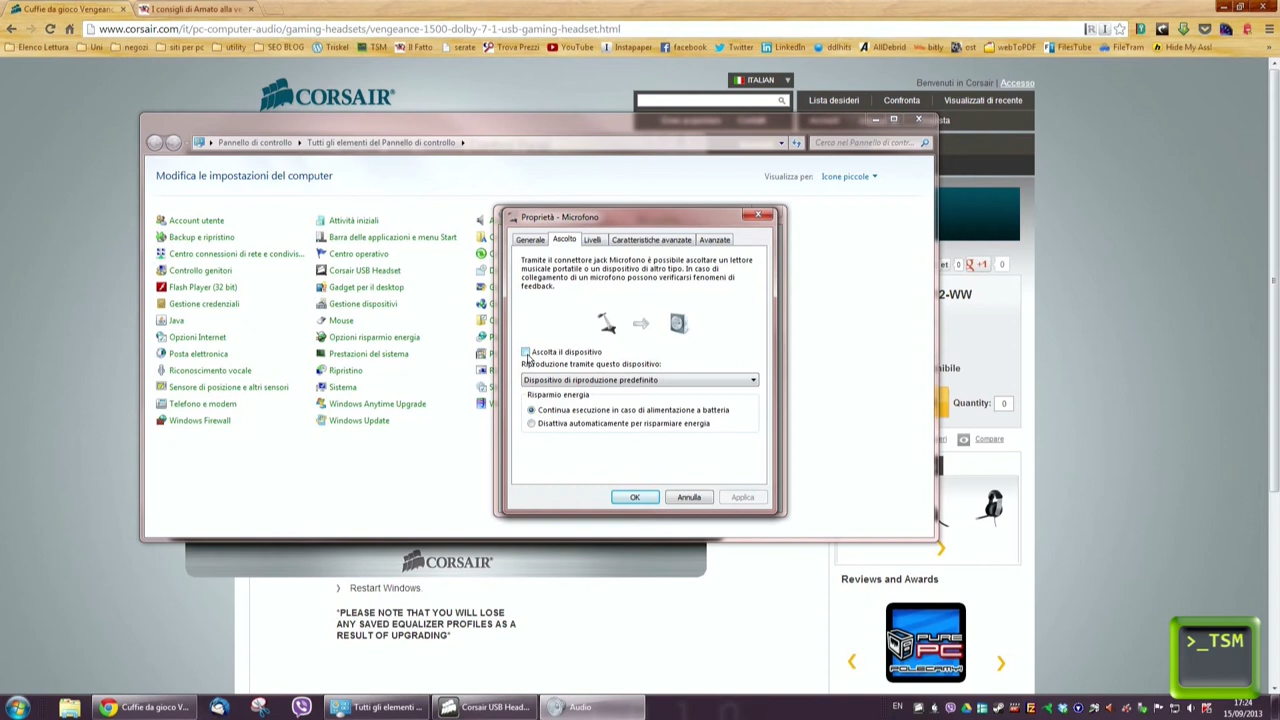 Cuffie da gioco Vengeanc
I consigli di Amato alla ve
www.corsair.com/it/pc-computer-audio/gaming-headsets/vengeance-1500-dolby-7-1-usb-gaming-headset.html
Elenco Lettura
Uni
negozi
siti per pc
utility
SEO BLOG
Triskel
TSM
Il Fatto
serate
Trova Prezzi
YouTube
Instapaper
facebook
Twitter
LinkedIn
ddlhits
AllDebrid
bitly
ost
webToPDF
FilesTube
FileTram
Hide My Ass!
ITALIAN
Benvenuti in Corsair
Accesso
CORSAIR
Lista desideri
Confronta
Visualizzati di recente
Pannello di controllo
Tutti gli elementi del Pannello di controllo
Cerca nel Pannello di contr...
Modifica le impostazioni del computer
Visualizza per:
Icone piccole
Account utente
Attività iniziali
Backup e ripristino
Barra delle applicazioni e menu Start
Centro connessioni di rete e condivis...
Centro operativo
Controllo genitori
Corsair USB Headset
Flash Player (32 bit)
Gadget per il desktop
Gestione credenziali
Gestione dispositivi
Java
Mouse
Opzioni Internet
Opzioni risparmio energia
Posta elettronica
Prestazioni del sistema
Riconoscimento vocale
Ripristino
Sensore di posizione e altri sensori
Sistema
Telefono e modem
Windows Anytime Upgrade
Windows Firewall
Windows Update
Proprietà - Microfono
Generale
Ascolto
Livelli
Caratteristiche avanzate
Avanzate
Tramite il connettore jack Microfono è possibile ascoltare un lettore
musicale portatile o un dispositivo di altro tipo. In caso di
collegamento di un microfono possono verificarsi fenomeni di
feedback.
Ascolta il dispositivo
Riproduzione tramite questo dispositivo:
Dispositivo di riproduzione predefinito
Risparmio energia
Continua esecuzione in caso di alimentazione a batteria
Disattiva automaticamente per risparmiare energia
OK
Annulla
Applica
et
0
+1
0
2-WW
nibile
Quantity:
0
Compare
CORSAIR
Restart Windows.
*PLEASE NOTE THAT YOU WILL LOSE
ANY SAVED EQUALIZER PROFILES AS A
RESULT OF UPGRADING*
Reviews and Awards
PURE
PC
POLECAMY!
>_TSM
Cuffie da gioco V...
Tutti gli elementi ...
Corsair USB Head...
Audio
EN
17:24
15/09/2013